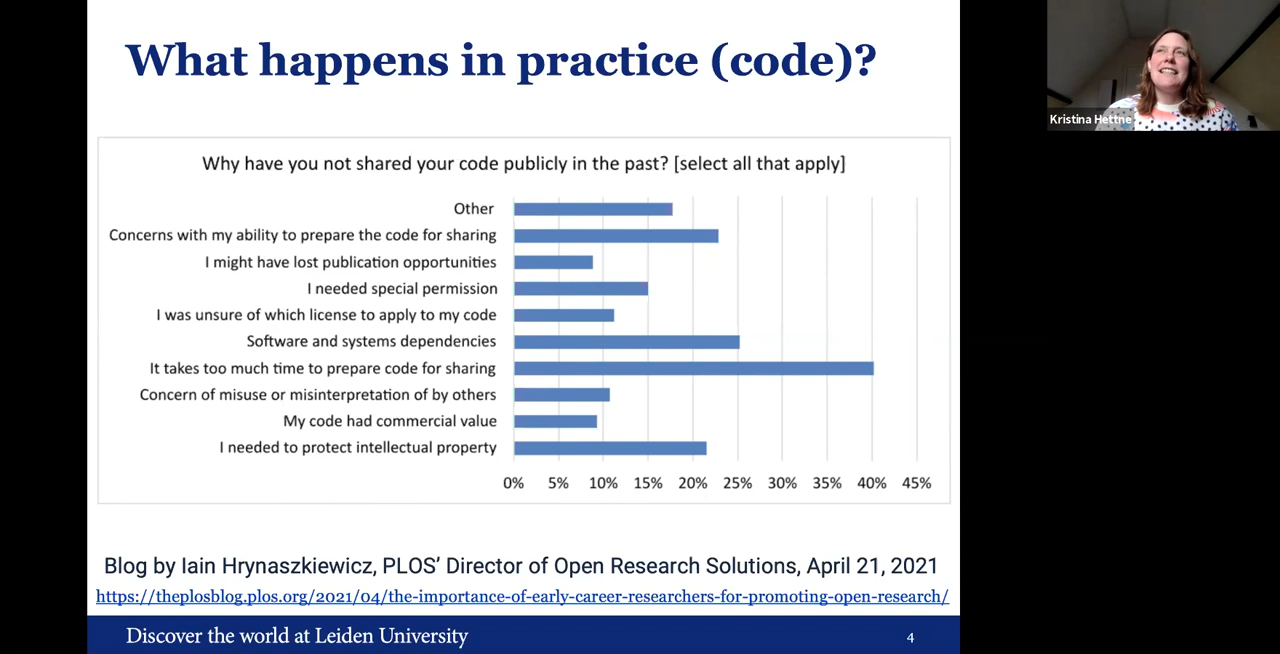 What happens in practice (code)?
Kristina Hettne
Why have you not shared your code publicly in the past? [select all that apply]
Other
Concerns with my ability to prepare the code for sharing
I might have lost publication opportunities
I needed special permission
I was unsure of which license to apply to my code
Software and systems dependencies
It takes too much time to prepare code for sharing
Concern of misuse or misinterpretation of by others
My code had commercial value
I needed to protect intellectual property
0% 5% 10% 15% 20% 25% 30% 35% 40% 45%
Blog by Iain Hrynaszkiewicz, PLOS’ Director of Open Research Solutions, April 21, 2021
https://theplosblog.plos.org/2021/04/the-importance-of-early-career-researchers-for-promoting-open-research/
Discover the world at Leiden University
4